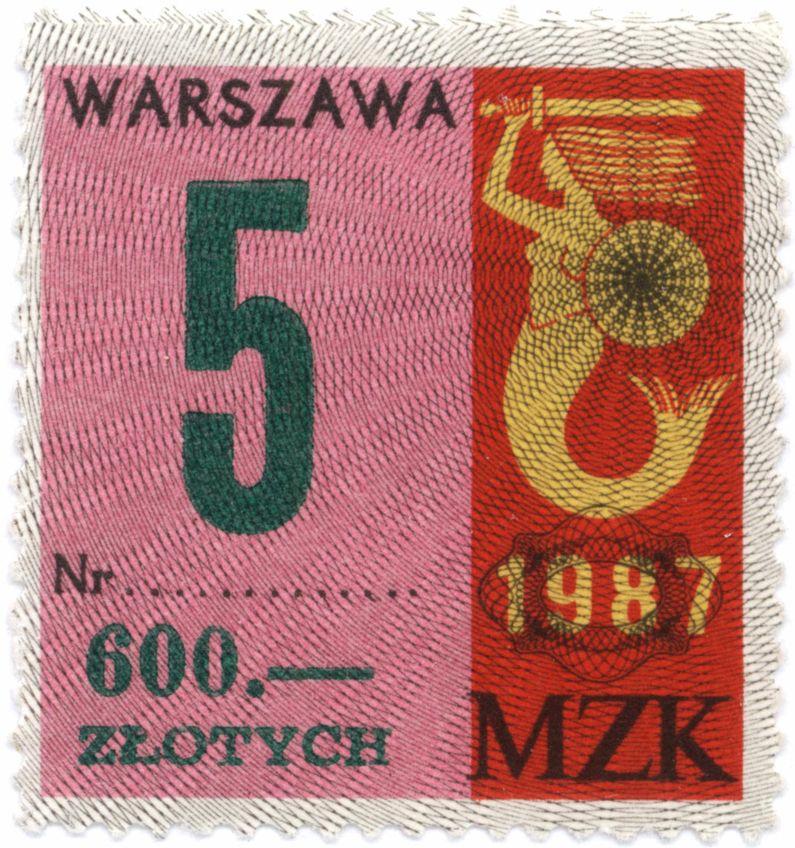 WARSZAWA
5
Nr..............
600.—
ZŁOTYCH
1987
MZK